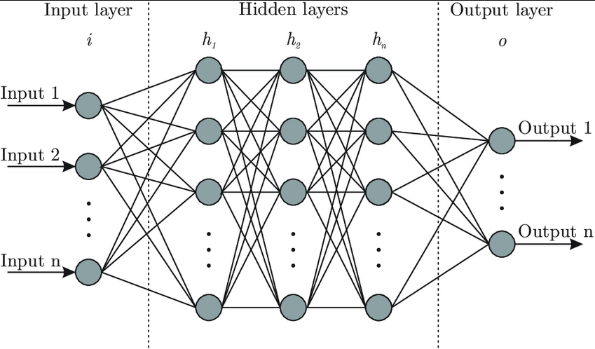 Input layer
Hidden layers
Output layer
i
h1
h2
hn
o
Input 1
Input 2
Input n
Output 1
Output n